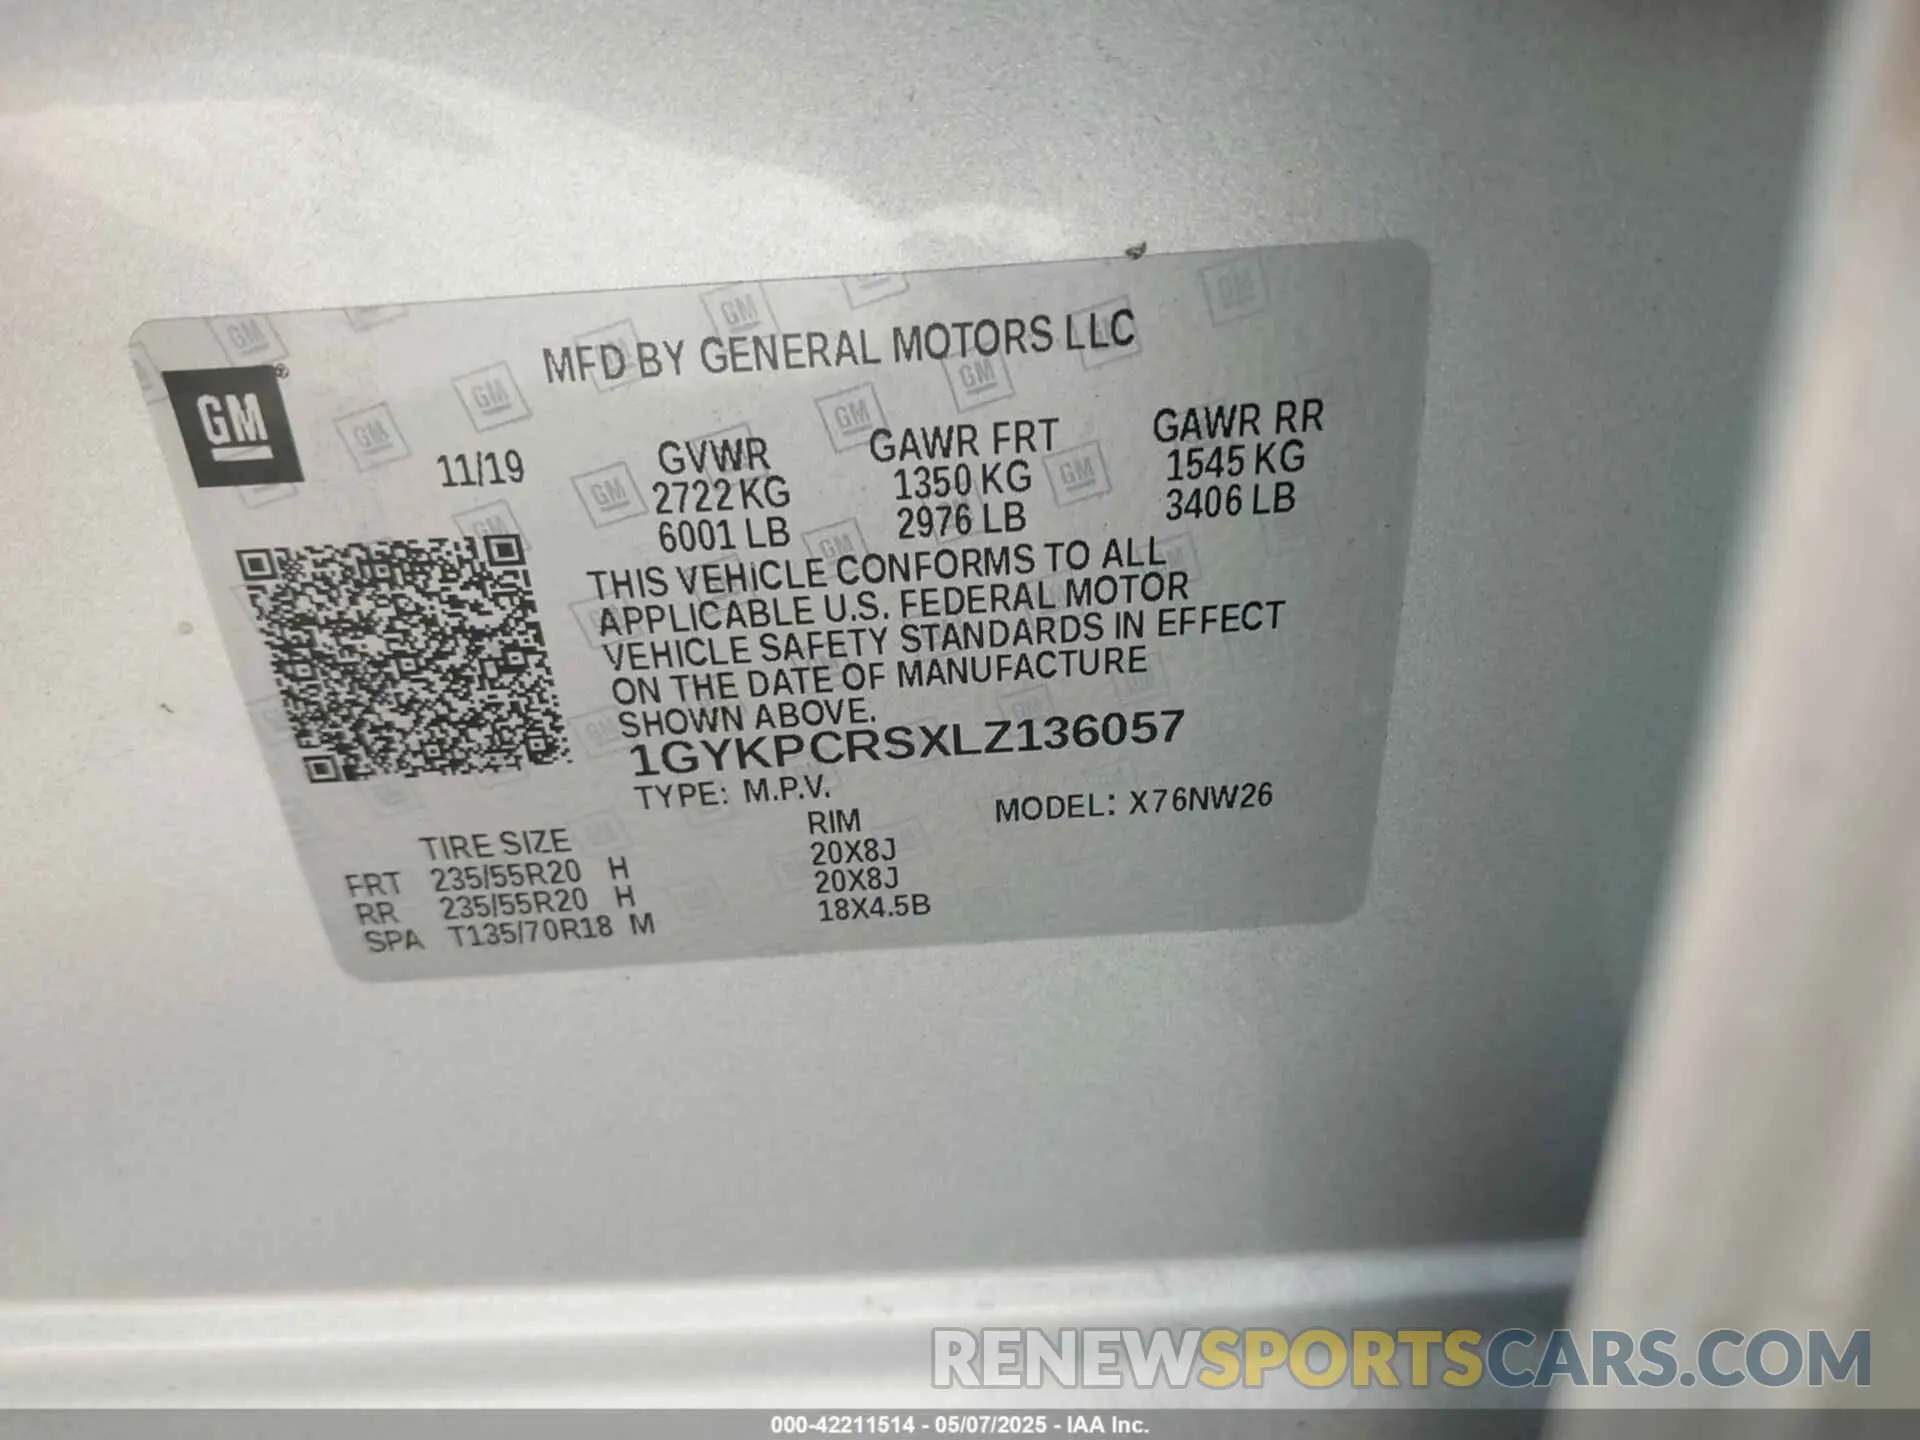 MFD BY GENERAL MOTORS LLC
GM ®
11/19
GVWR GAWR FRT GAWR RR
2722 KG 1350 KG 1545 KG
6001 LB 2976 LB 3406 LB
THIS VEHICLE CONFORMS TO ALL
APPLICABLE U.S. FEDERAL MOTOR
VEHICLE SAFETY STANDARDS IN EFFECT
ON THE DATE OF MANUFACTURE
SHOWN ABOVE.
1GYKPCRSXLZ136057
TYPE: M.P.V. MODEL: X76NW26
TIRE SIZE RIM
FRT 235/55R20 H 20X8J
RR 235/55R20 H 20X8J
SPA T135/70R18 M 18X4.5B
RENEWSPORTSCARS.COM
000-42211514 - 05/07/2025 - IAA Inc.